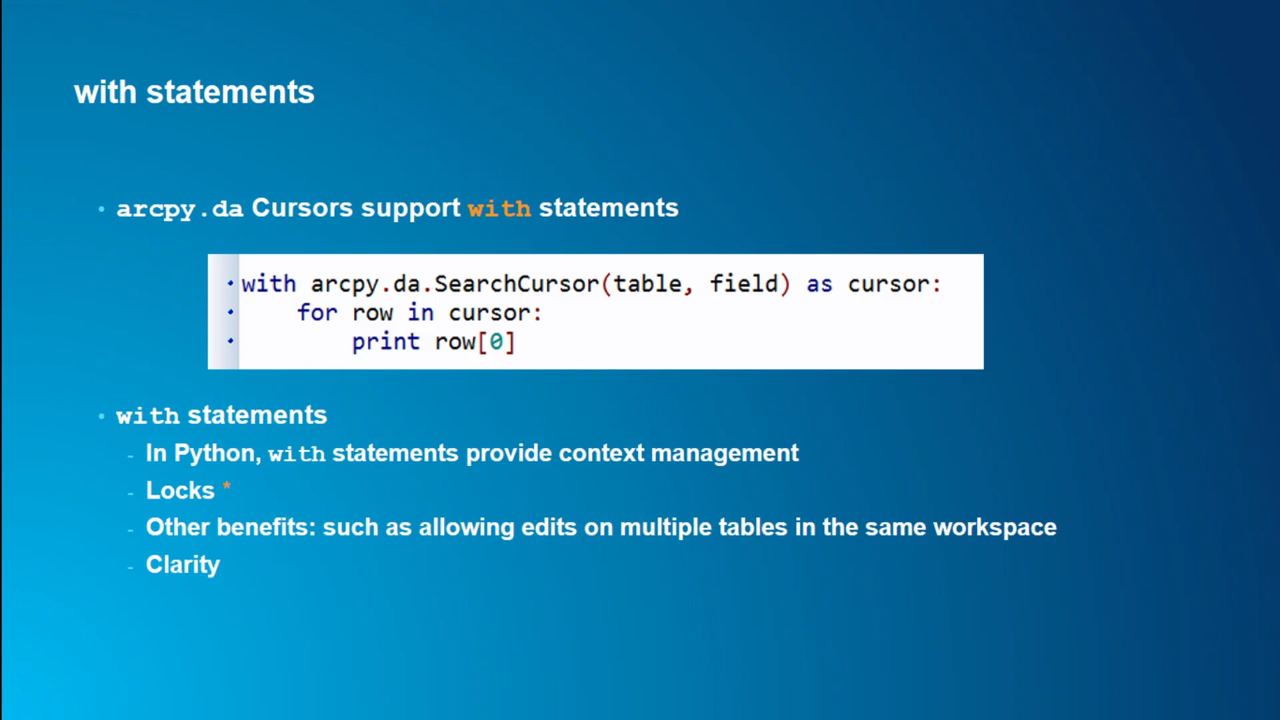 with statements
• arcpy.da Cursors support with statements
with arcpy.da.SearchCursor(table, field) as cursor:
    for row in cursor:
        print row[0]
• with statements
- In Python, with statements provide context management
- Locks *
- Other benefits: such as allowing edits on multiple tables in the same workspace
- Clarity